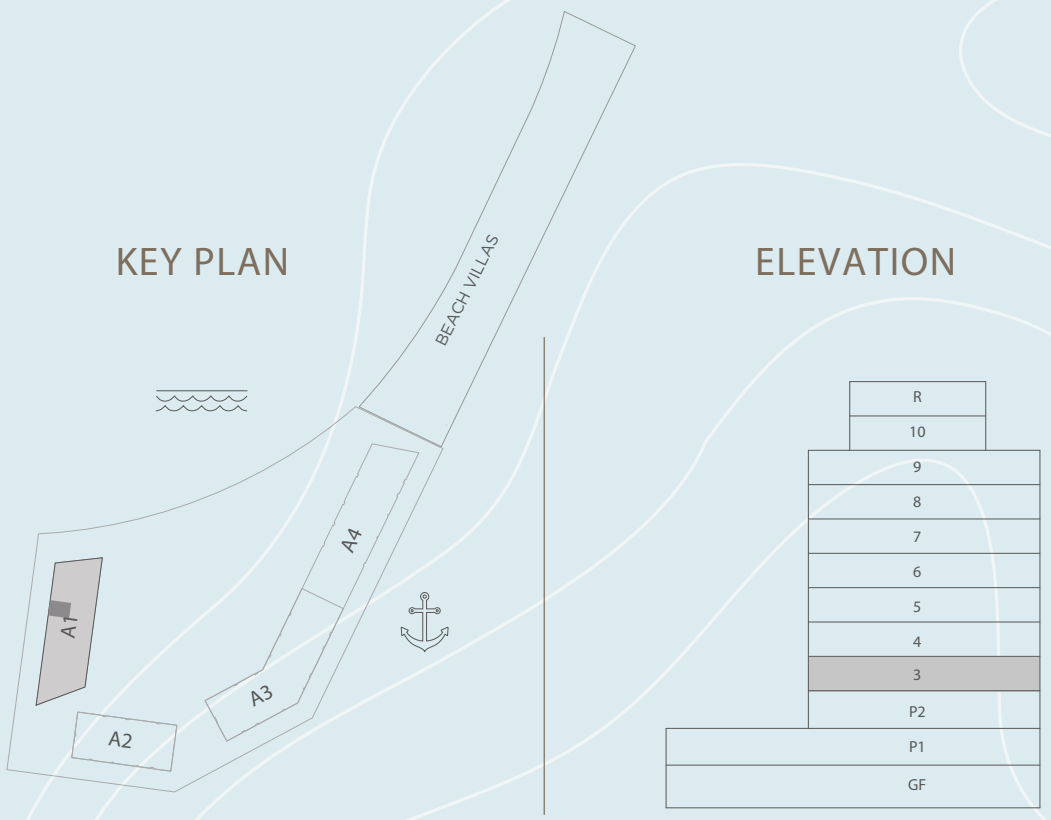 KEY PLAN
ELEVATION
BEACH VILLAS
A4
A1
A3
A2
R
10
9
8
7
6
5
4
3
P2
P1
GF